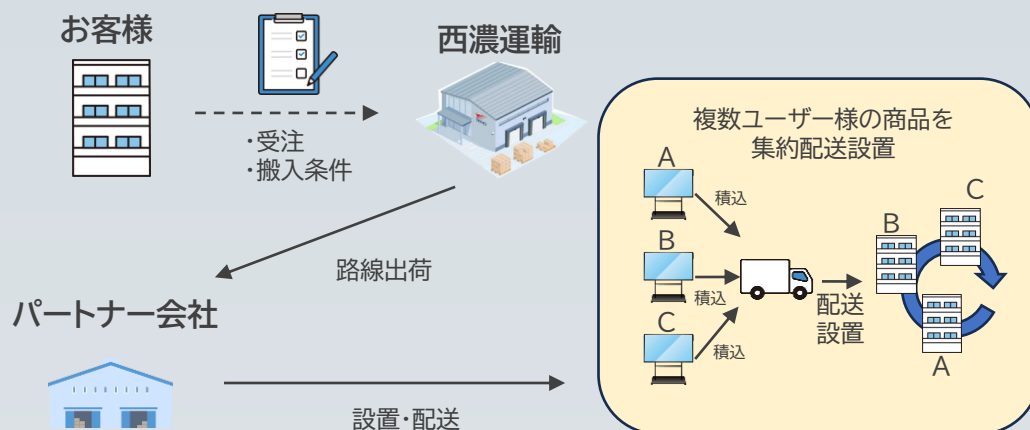 お客様
西濃運輸
・受注
・搬入条件
路線出荷
パートナー会社
設置・配送
複数ユーザー様の商品を
集約配送設置
A
積込
B
積込
C
積込
配送
設置
B
C
A